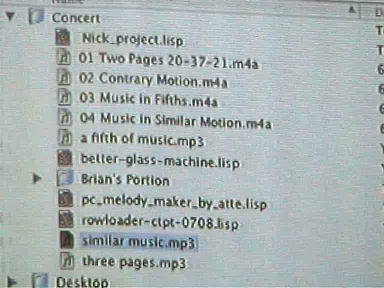 Name
Concert
Nick_project.lisp
01 Two Pages 20-37-21.m4a
02 Contrary Motion.m4a
03 Music in Fifths.m4a
04 Music in Similar Motion.m4a
a fifth of music.mp3
better-glass-machine.lisp
Brian's Portion
pc_melody_maker_by_atte.lisp
rowloader-ctpt-0708.lisp
similar music.mp3
three pages.mp3
Desktop